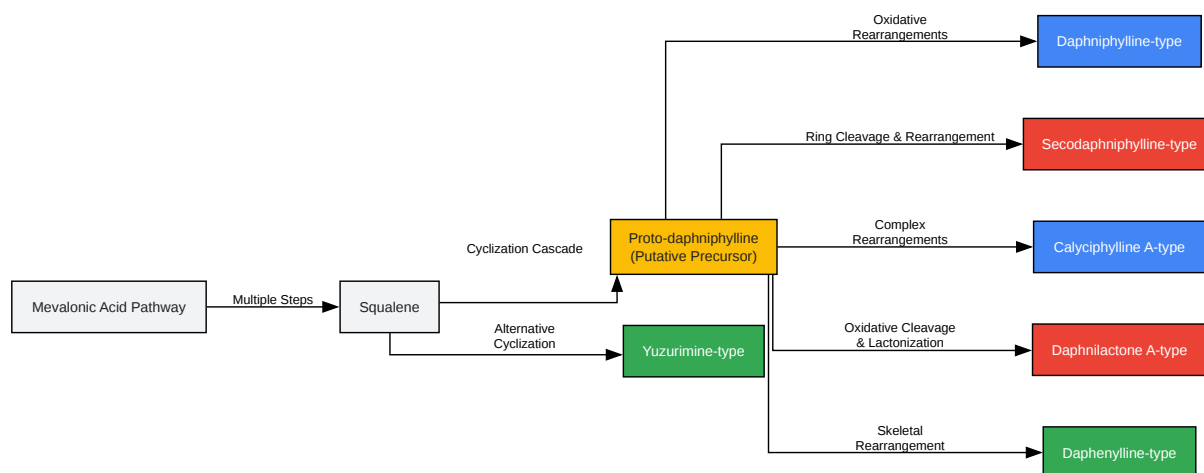 Oxidative
Rearrangements
Daphniphylline-type
Ring Cleavage & Rearrangement
Secodaphniphylline-type
Cyclization Cascade
Proto-daphniphylline
(Putative Precursor)
Complex
Rearrangements
Calyciphylline A-type
Mevalonic Acid Pathway
Multiple Steps
Squalene
Alternative
Cyclization
Yuzurimine-type
Oxidative Cleavage
& Lactonization
Daphnilactone A-type
Skeletal
Rearrangement
Daphenylline-type